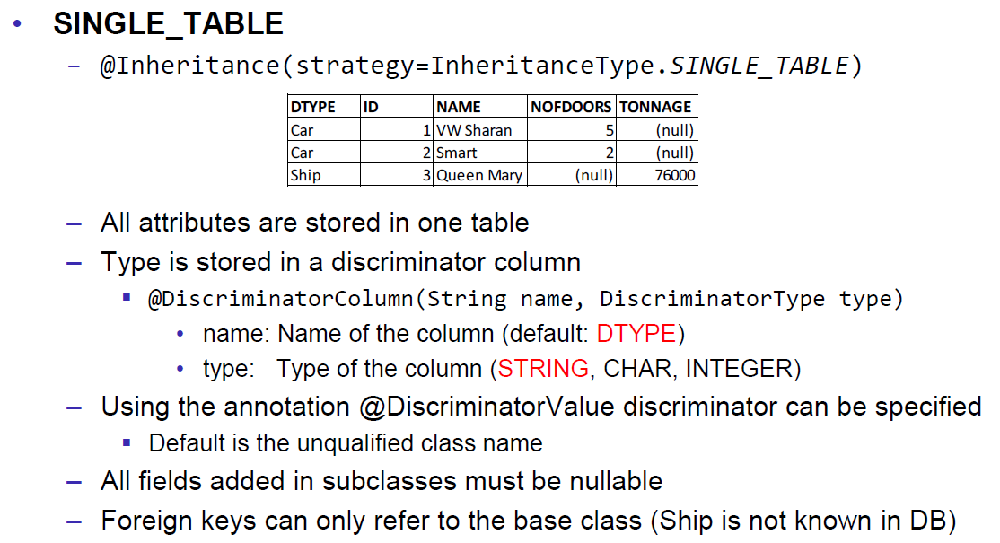 • SINGLE_TABLE
– @Inheritance(strategy=InheritanceType.SINGLE_TABLE)
DTYPE ID NAME NOFDOORS TONNAGE
Car 1 VW Sharan 5 (null)
Car 2 Smart 2 (null)
Ship 3 Queen Mary (null) 76000
– All attributes are stored in one table
– Type is stored in a discriminator column
▪ @DiscriminatorColumn(String name, DiscriminatorType type)
• name: Name of the column (default: DTYPE)
• type: Type of the column (STRING, CHAR, INTEGER)
– Using the annotation @DiscriminatorValue discriminator can be specified
▪ Default is the unqualified class name
– All fields added in subclasses must be nullable
– Foreign keys can only refer to the base class (Ship is not known in DB)